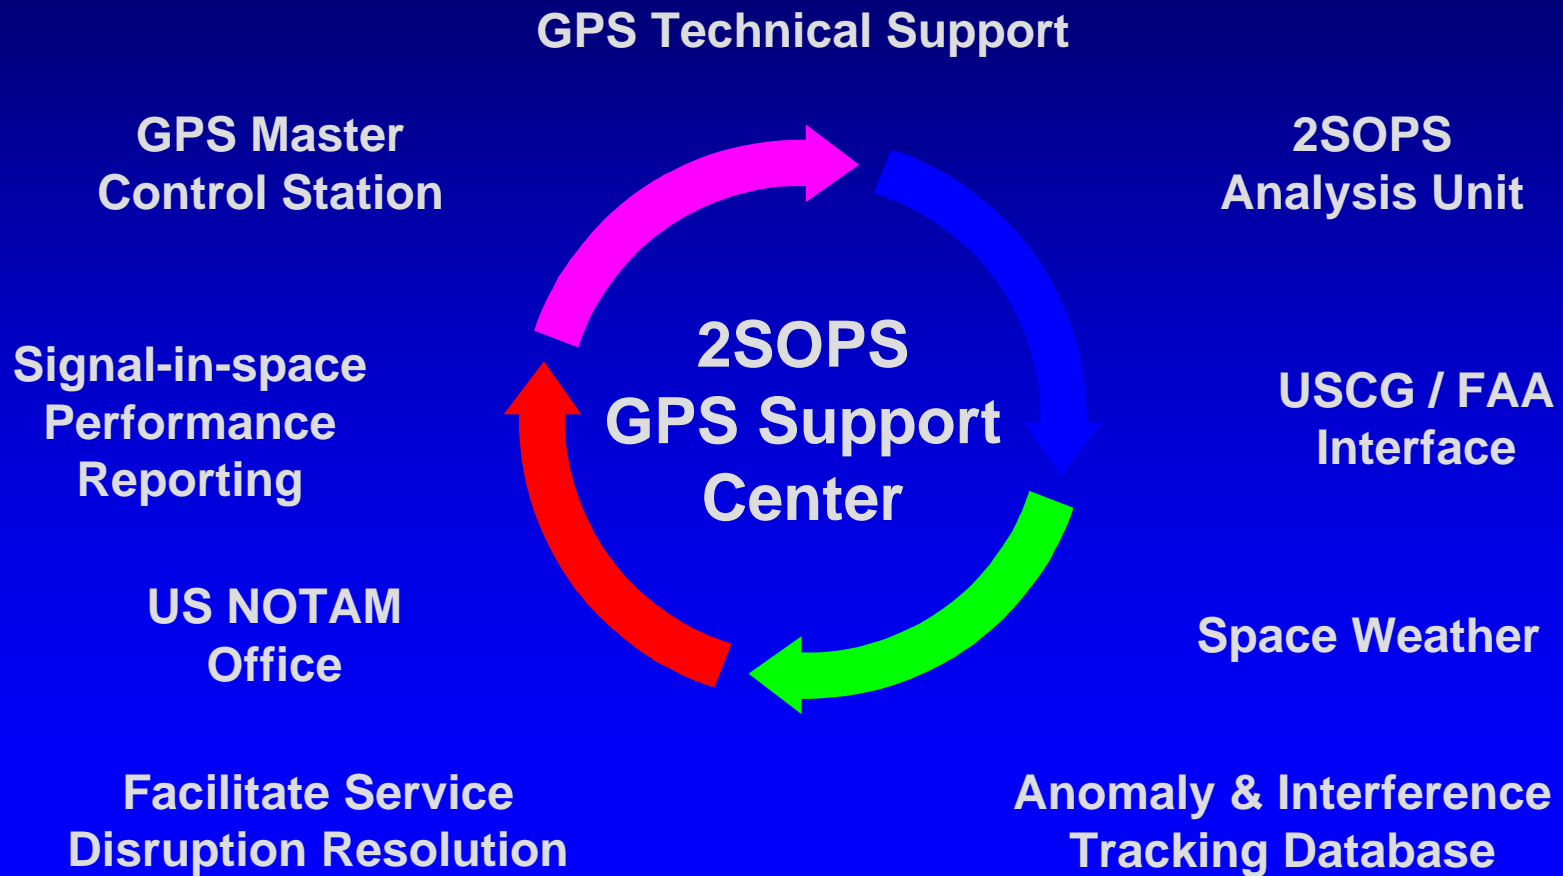 GPS Technical Support
GPS Master
Control Station
2SOPS
Analysis Unit
Signal-in-space
Performance
Reporting
2SOPS
GPS Support
Center
USCG / FAA
Interface
US NOTAM
Office
Space Weather
Facilitate Service
Disruption Resolution
Anomaly & Interference
Tracking Database